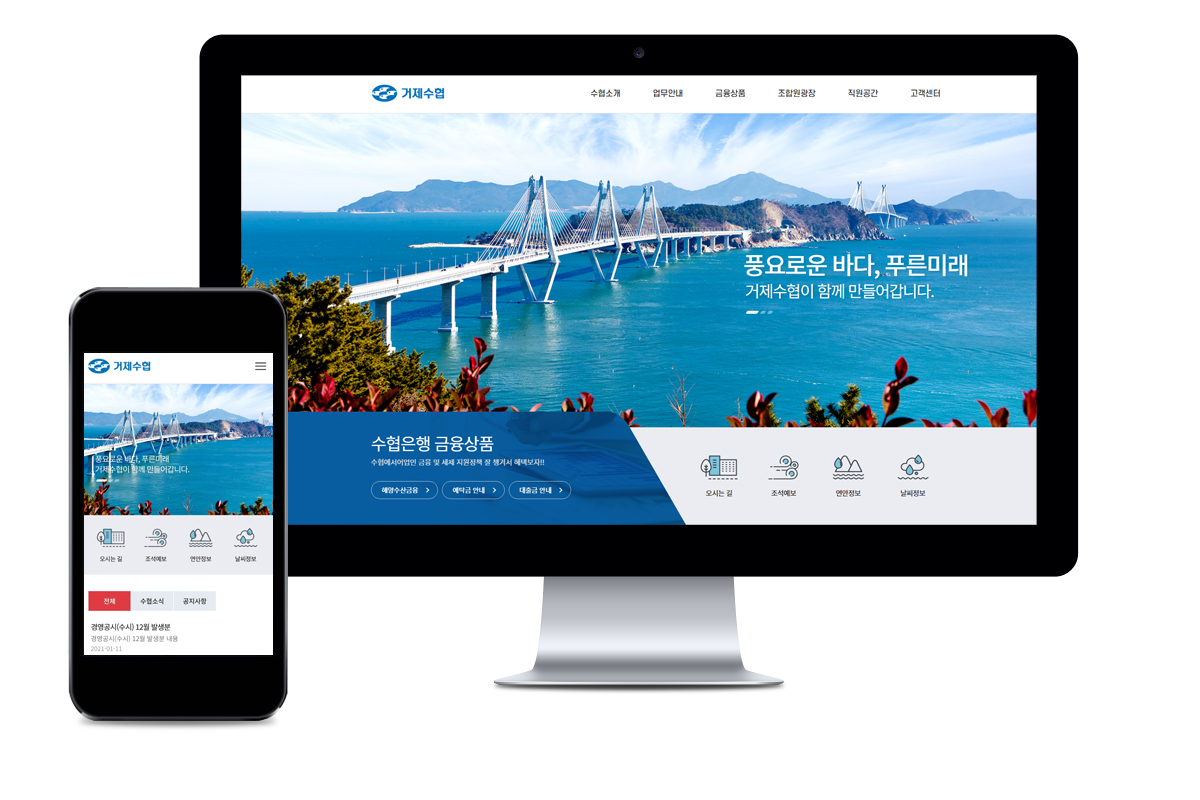 거제수협
수협소개 업무안내 금융상품 조합원광장 직원공간 고객센터
풍요로운 바다, 푸른미래
거제수협이 함께 만들어갑니다.
수협은행 금융상품
수협에서어업인 금융 및 세제 지원정책 잘 챙겨서 혜택보자!!
해양수산금융 예탁금 안내 대출금 안내
오시는 길 조석예보 연안정보 날씨정보
거제수협
풍요로운 바다, 푸른미래
거제수협이 함께 만들어갑니다.
오시는 길 조석예보 연안정보 날씨정보
전체 수협소식 공지사항
경영공시(수시) 12월 발생분
경영공시(수시) 12월 발생분 내용
2021-01-11